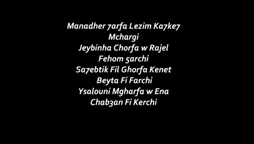 Manadher 7arfa Lezim Ka7ke7
Mchargi
Jeybinha Chorfa w Rajel
Fehom 5archi
Sa7ebtik Fil Ghorfa Kenet
Beyta Fi Farchi
Ysalouni Mgharfa w Ena
Chab3an Fi Kerchi